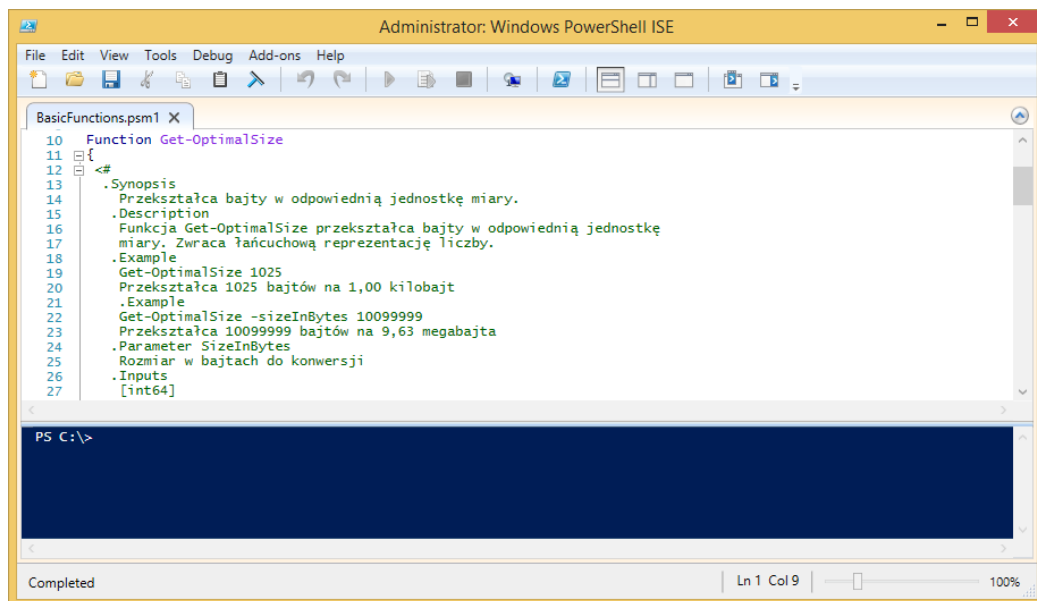 Administrator: Windows PowerShell ISE
File Edit View Tools Debug Add-ons Help
BasicFunctions.psm1
10 Function Get-OptimalSize
11 {
12 <#
13 .Synopsis
14 Przekształca bajty w odpowiednią jednostkę miary.
15 .Description
16 Funkcja Get-OptimalSize przekształca bajty w odpowiednią jednostkę
17 miary. Zwraca łańcuchową reprezentację liczby.
18 .Example
19 Get-OptimalSize 1025
20 Przekształca 1025 bajtów na 1,00 kilobajt
21 .Example
22 Get-OptimalSize -sizeInBytes 10099999
23 Przekształca 10099999 bajtów na 9,63 megabajta
24 .Parameter SizeInBytes
25 Rozmiar w bajtach do konwersji
26 .Inputs
27 [int64]
PS C:\>
Completed Ln 1 Col 9 100%